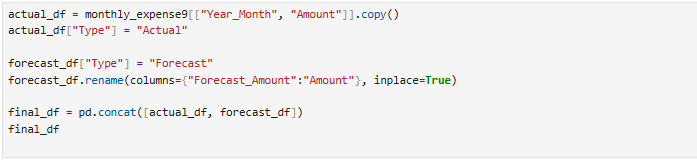 actual_df = monthly_expense9[["Year_Month", "Amount"]].copy()
actual_df["Type"] = "Actual"
forecast_df["Type"] = "Forecast"
forecast_df.rename(columns={"Forecast_Amount":"Amount"}, inplace=True)
final_df = pd.concat([actual_df, forecast_df])
final_df